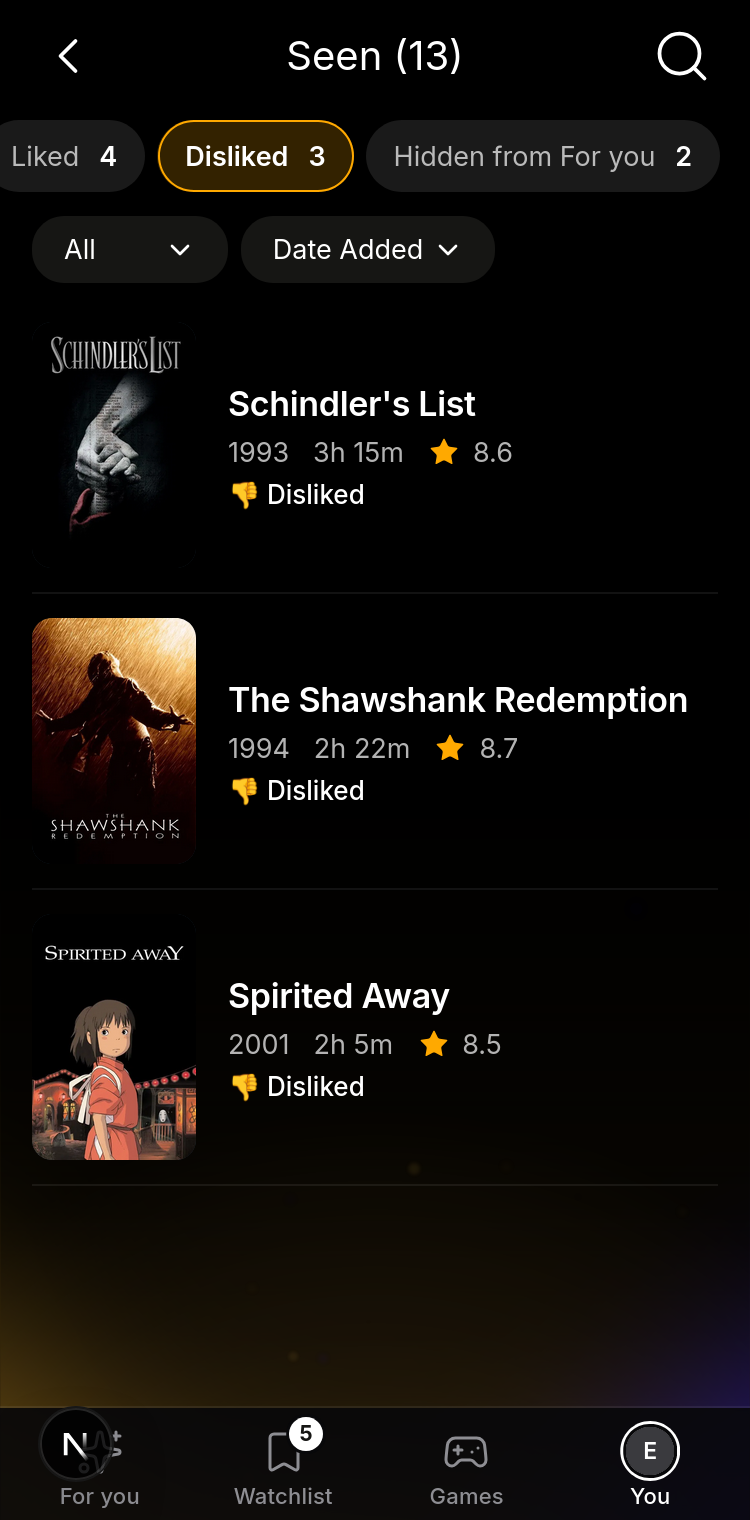 Seen (13)
Liked 4
Disliked 3
Hidden from For you 2
All
Date Added
SCHINDLER'S LIST
Schindler's List
1993 3h 15m 8.6
👎 Disliked
THE
SHAWSHANK
REDEMPTION
The Shawshank Redemption
1994 2h 22m 8.7
👎 Disliked
SPIRITED AWAY
Spirited Away
2001 2h 5m 8.5
👎 Disliked
N
5
E
For you
Watchlist
Games
You